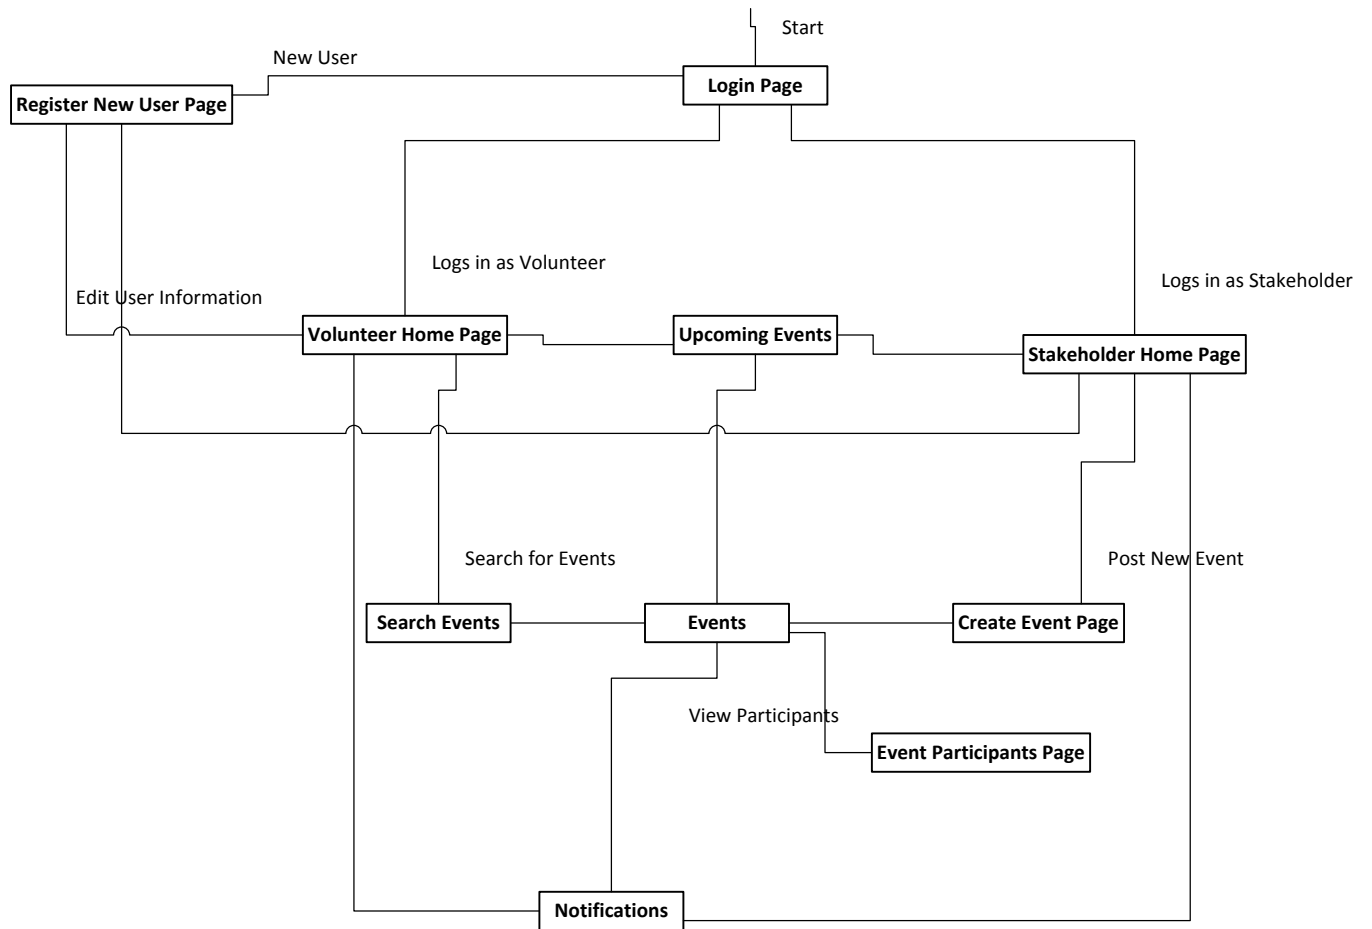 Start
New User
Login Page
Register New User Page
Logs in as Volunteer
Logs in as Stakeholder
Edit User Information
Volunteer Home Page
Upcoming Events
Stakeholder Home Page
Search for Events
Post New Event
Search Events
Events
Create Event Page
View Participants
Event Participants Page
Notifications